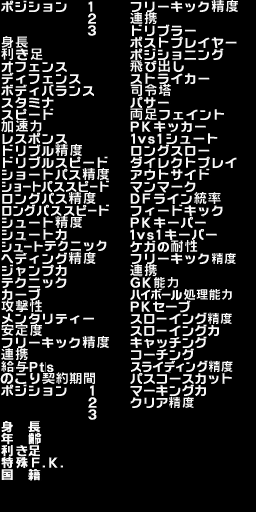 ポジション 1
2
3
身長
利き足
オフェンス
ディフェンス
ボディバランス
スタミナ
スピード
加速力
レスポンス
ドリブル精度
ドリブルスピード
ショートパス精度
ショートパススピード
ロングパス精度
ロングパススピード
シュート精度
シュート力
シュートテクニック
ヘディング精度
ジャンプ力
テクニック
カーブ
攻撃性
メンタリティー
安定度
フリーキック精度
連携
給与Pts
のこり契約期間
ポジション 1
2
3
身 長
年 齢
利き足
特殊F.K.
国 籍
フリーキック精度
連携
ドリブラー
ポストプレイヤー
ポジショニング
飛び出し
ストライカー
司令塔
パサー
両足フェイント
PKキッカー
1vs1シュート
ロングスロー
ダイレクトプレイ
アウトサイド
マンマーク
DFライン統率
フィードキック
PKキーパー
1vs1キーパー
ケガの耐性
フリーキック精度
連携
GK能力
ハイボール処理能力
PKセーブ
スローイング精度
スローイング力
キャッチング
コーチング
スライディング精度
パスコースカット
マーキング力
クリア精度